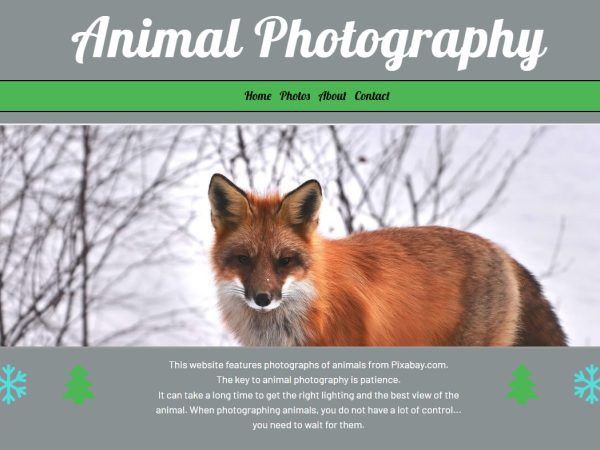 Animal Photography
Home Photos About Contact
This website features photographs of animals from Pixabay.com.
The key to animal photography is patience.
It can take a long time to get the right lighting and the best view of the
animal. When photographing animals, you do not have a lot of control...
you need to wait for them.